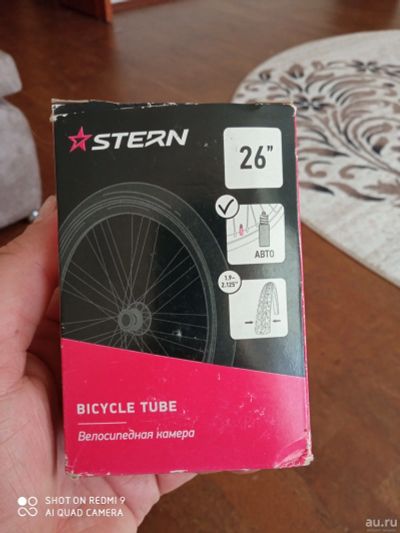 STERN
26"
АВТО
1.9-
2.125"
BICYCLE TUBE
Велосипедная камера
SHOT ON REDMI 9
AI QUAD CAMERA
au.ru